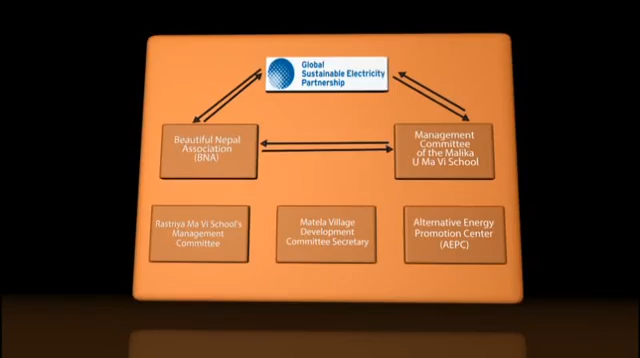 Global
Sustainable Electricity
Partnership
Beautiful Nepal
Association
(BNA)
Management
Committee
of the Malika
U Ma Vi School
Rastriya Ma Vi School's
Management
Committee
Matela Village
Development
Committee Secretary
Alternative Energy
Promotion Center
(AEPC)